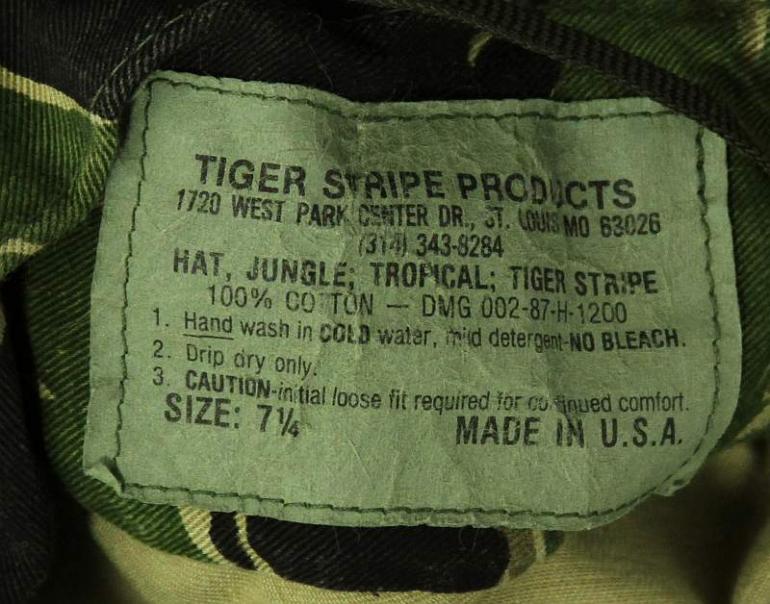 TIGER STRIPE PRODUCTS
1720 WEST PARK CENTER DR., ST. LOUIS MO 63026
(314) 343-8284
HAT, JUNGLE; TROPICAL; TIGER STRIPE
100% COTTON — DMG 002-87-H-1200
1. Hand wash in COLD water, mild detergent-NO BLEACH.
2. Drip dry only.
3. CAUTION-initial loose fit required for continued comfort.
SIZE: 7¼ MADE IN U.S.A.